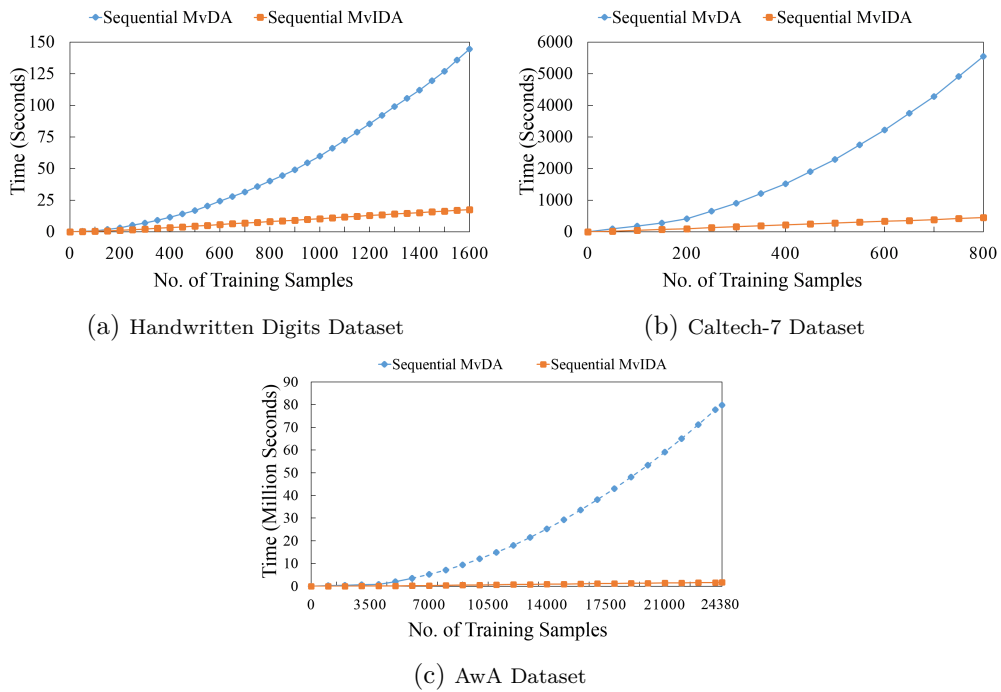 Sequential MvDA Sequential MvIDA
150
125
100
75
50
25
0
Time (Seconds)
0 200 400 600 800 1000 1200 1400 1600
No. of Training Samples
(a) Handwritten Digits Dataset
Sequential MvDA Sequential MvIDA
6000
5000
4000
3000
2000
1000
0
Time (Seconds)
0 200 400 600 800
No. of Training Samples
(b) Caltech-7 Dataset
Sequential MvDA Sequential MvIDA
90
80
70
60
50
40
30
20
10
0
Time (Million Seconds)
0 3500 7000 10500 14000 17500 21000 24380
No. of Training Samples
(c) AwA Dataset